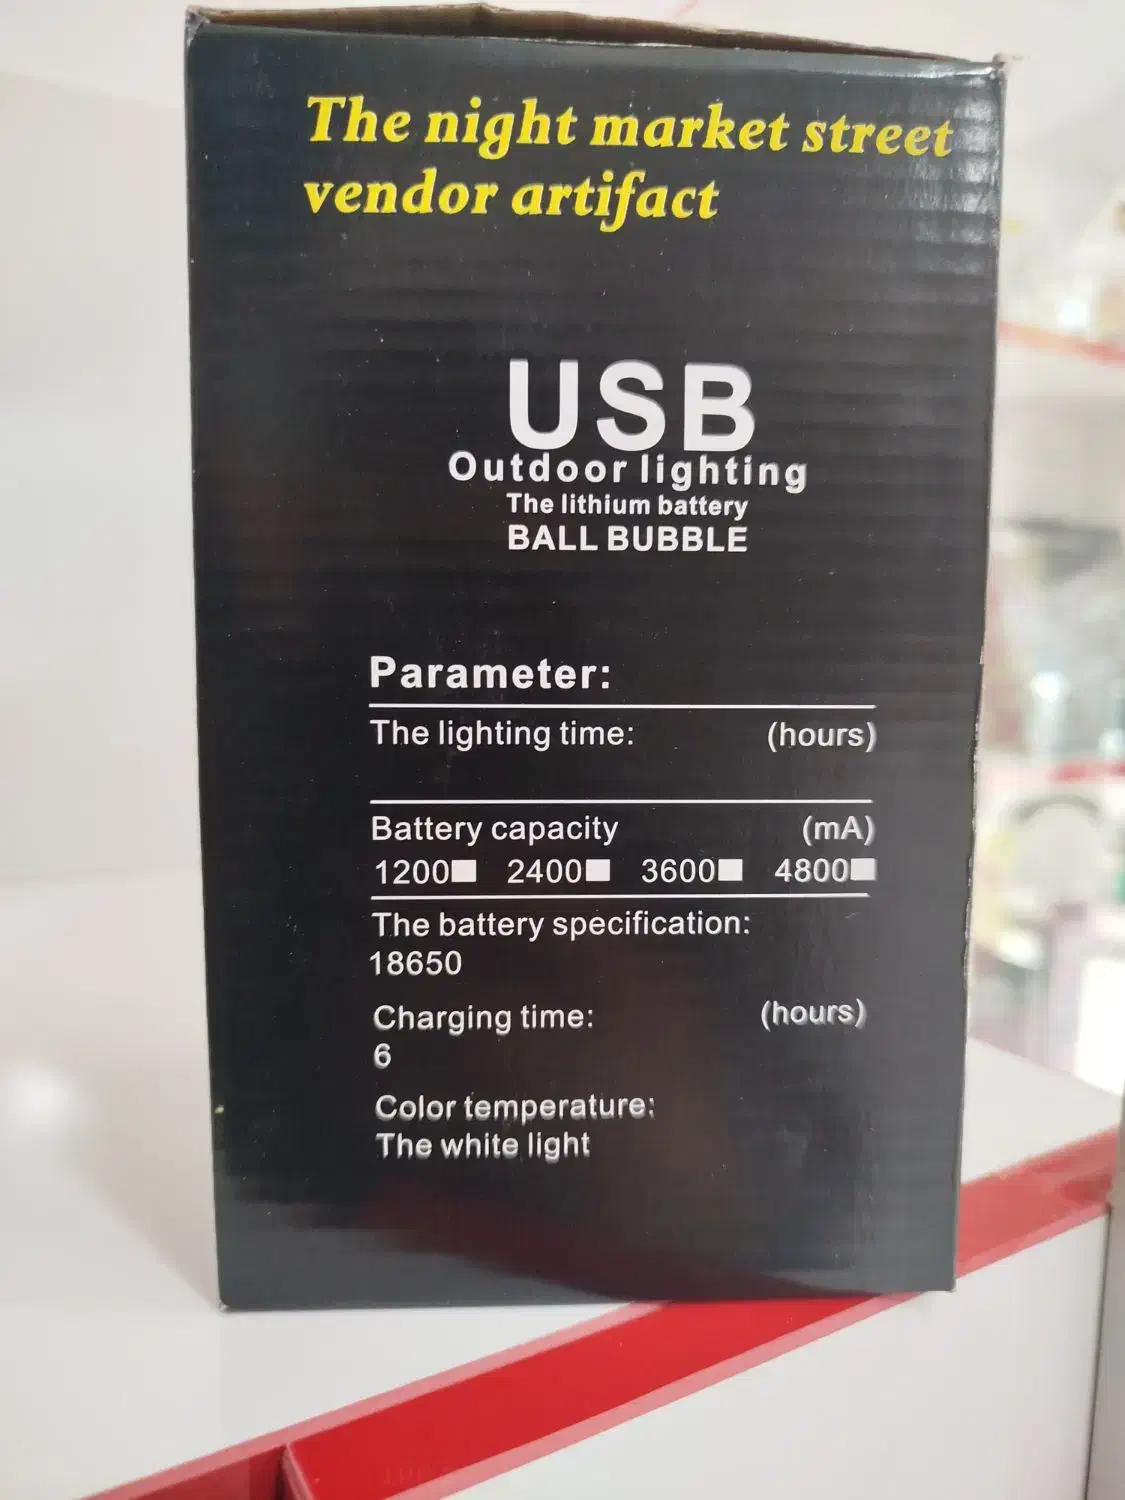 The night market street
vendor artifact
USB
Outdoor lighting
The lithium battery
BALL BUBBLE
Parameter:
The lighting time: (hours)
Battery capacity (mA)
1200■ 2400■ 3600■ 4800■
The battery specification:
18650
Charging time: (hours)
6
Color temperature:
The white light